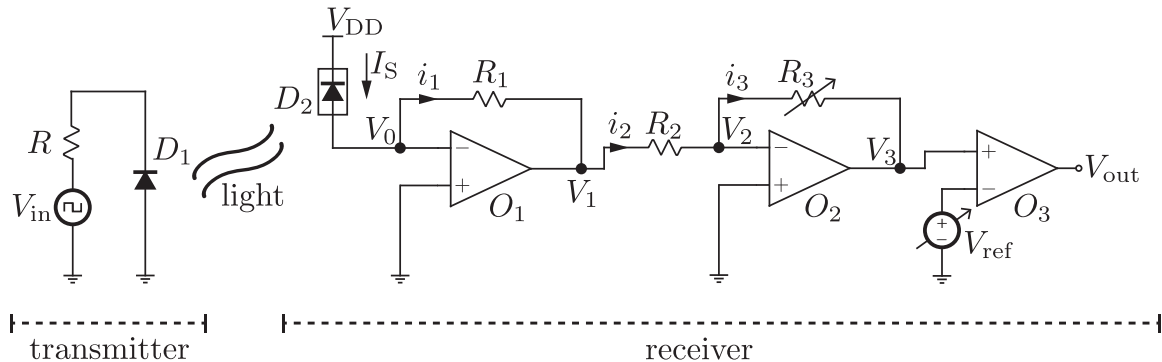 V_DD
I_S
i_1
R_1
i_3
R_3
D_2
R
D_1
V_0
i_2
R_2
V_2
V_3
V_out
V_in
light
−
+
O_1
V_1
−
+
O_2
+
−
O_3
+
−
V_ref
transmitter
receiver